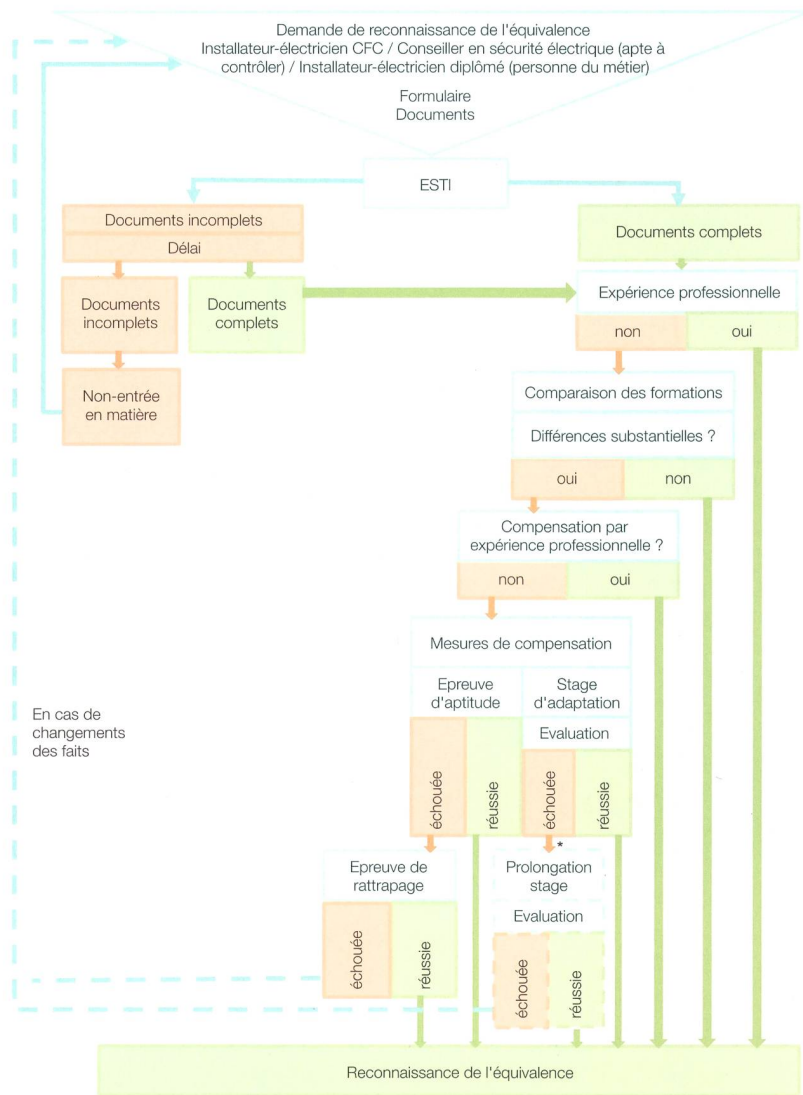 Demande de reconnaissance de l'équivalence
Installateur-électricien CFC / Conseiller en sécurité électrique (apte à
contrôler) / Installateur-électricien diplômé (personne du métier)
Formulaire
Documents
ESTI
Documents incomplets
Délai
Documents
incomplets
Documents
complets
Non-entrée
en matière
Documents complets
Expérience professionnelle
non
oui
Comparaison des formations
Différences substantielles ?
oui
non
Compensation par
expérience professionnelle ?
non
oui
Mesures de compensation
Epreuve
d'aptitude
Stage
d'adaptation
Evaluation
échouée
réussie
échouée
réussie
*
En cas de
changements
des faits
Epreuve de
rattrapage
échouée
réussie
Prolongation
stage
Evaluation
échouée
réussie
Reconnaissance de l'équivalence